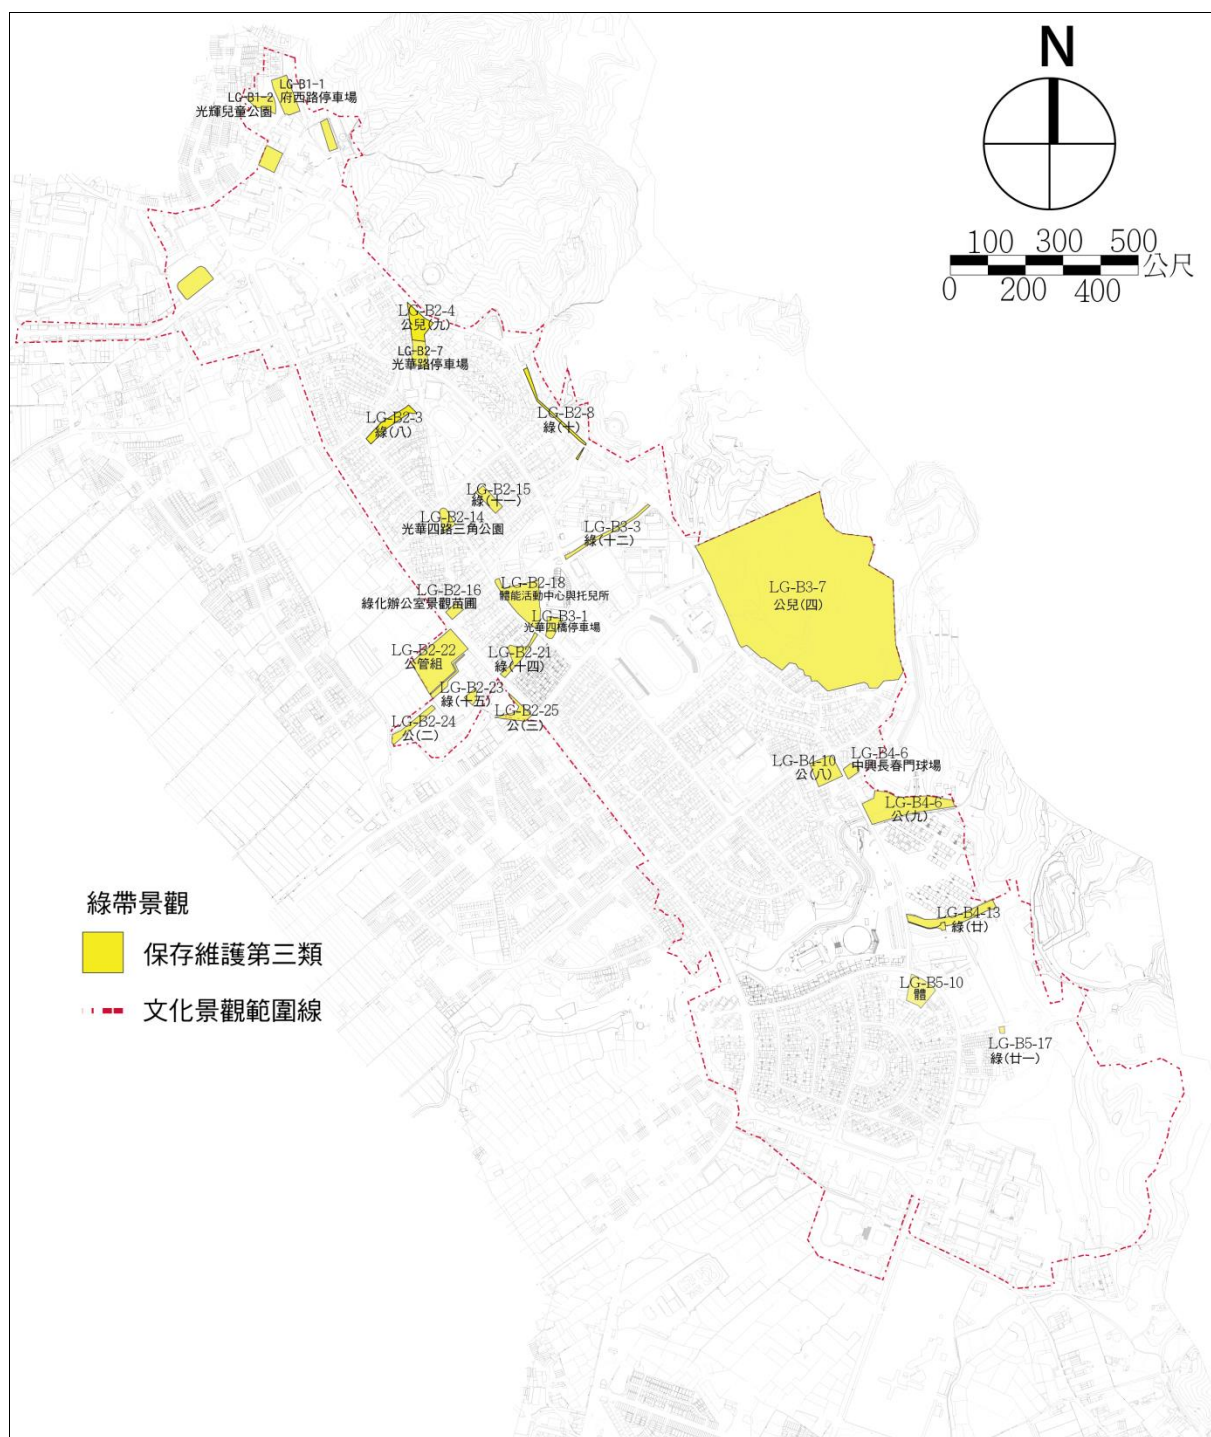 N
100 300 500
公尺
0 200 400
LG-B1-1
府西路停車場
LG-B1-2
光輝兒童公園
LG-B2-4
公兒(九)
LG-B2-7
光華路停車場
LG-B2-3
綠(八)
LG-B2-8
綠(十)
LG-B2-15
綠(十一)
LG-B2-14
光華四路三角公園
LG-B3-3
綠(十二)
LG-B3-7
公兒(四)
LG-B2-16
綠化辦公室景觀苗圃
LG-B2-18
體能活動中心與托兒所
LG-B3-1
光華四橋停車場
LG-B2-22
公管組
LG-B2-21
綠(十四)
LG-B2-23
綠(十五)
LG-B2-24
公(二)
LG-B2-25
公(三)
LG-B4-10
公(八)
LG-B4-6
中興長春門球場
LG-B4-6
公(九)
LG-B4-13
綠(廿)
LG-B5-10
體
LG-B5-17
綠(廿一)
綠帶景觀
保存維護第三類
文化景觀範圍線